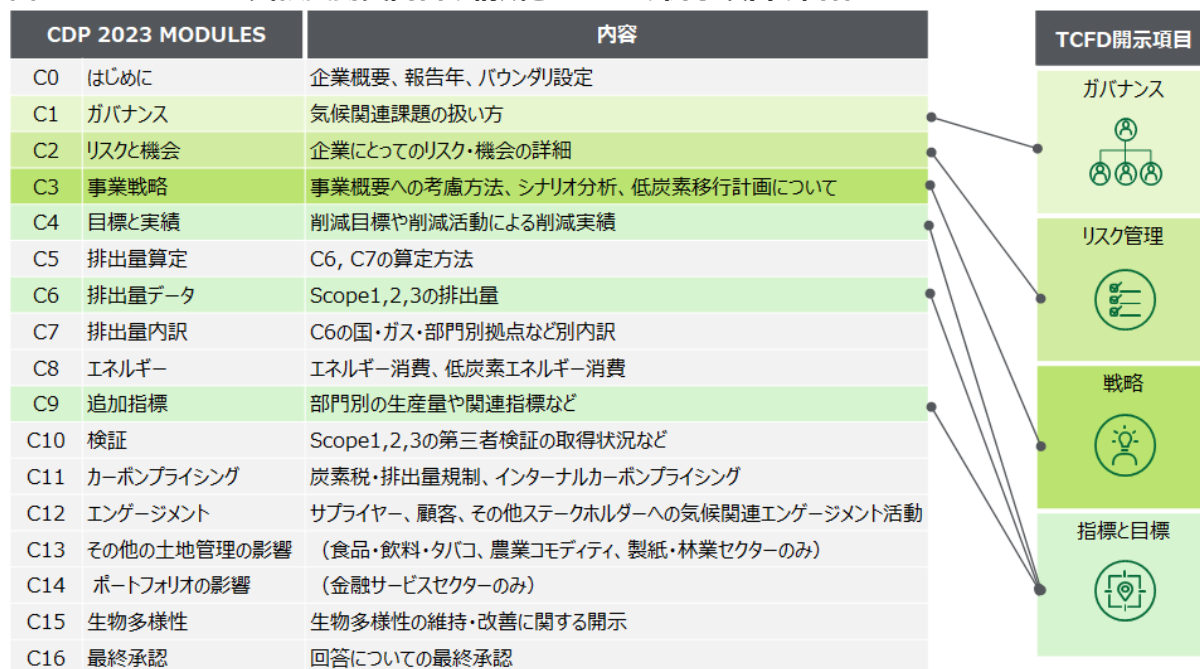 CDP 2023 MODULES 内容
C0 はじめに 企業概要、報告年、バウンダリ設定
C1 ガバナンス 気候関連課題の扱い方
C2 リスクと機会 企業にとってのリスク・機会の詳細
C3 事業戦略 事業概要への考慮方法、シナリオ分析、低炭素移行計画について
C4 目標と実績 削減目標や削減活動による削減実績
C5 排出量算定 C6, C7の算定方法
C6 排出量データ Scope1,2,3の排出量
C7 排出量内訳 C6の国・ガス・部門別拠点など別内訳
C8 エネルギー エネルギー消費、低炭素エネルギー消費
C9 追加指標 部門別の生産量や関連指標など
C10 検証 Scope1,2,3の第三者検証の取得状況など
C11 カーボンプライシング 炭素税・排出量規制、インターナルカーボンプライシング
C12 エンゲージメント サプライヤー、顧客、その他ステークホルダーへの気候関連エンゲージメント活動
C13 その他の土地管理の影響 （食品・飲料・タバコ、農業コモディティ、製紙・林業セクターのみ）
C14 ポートフォリオの影響 （金融サービスセクターのみ）
C15 生物多様性 生物多様性の維持・改善に関する開示
C16 最終承認 回答についての最終承認
TCFD開示項目
ガバナンス
リスク管理
戦略
指標と目標